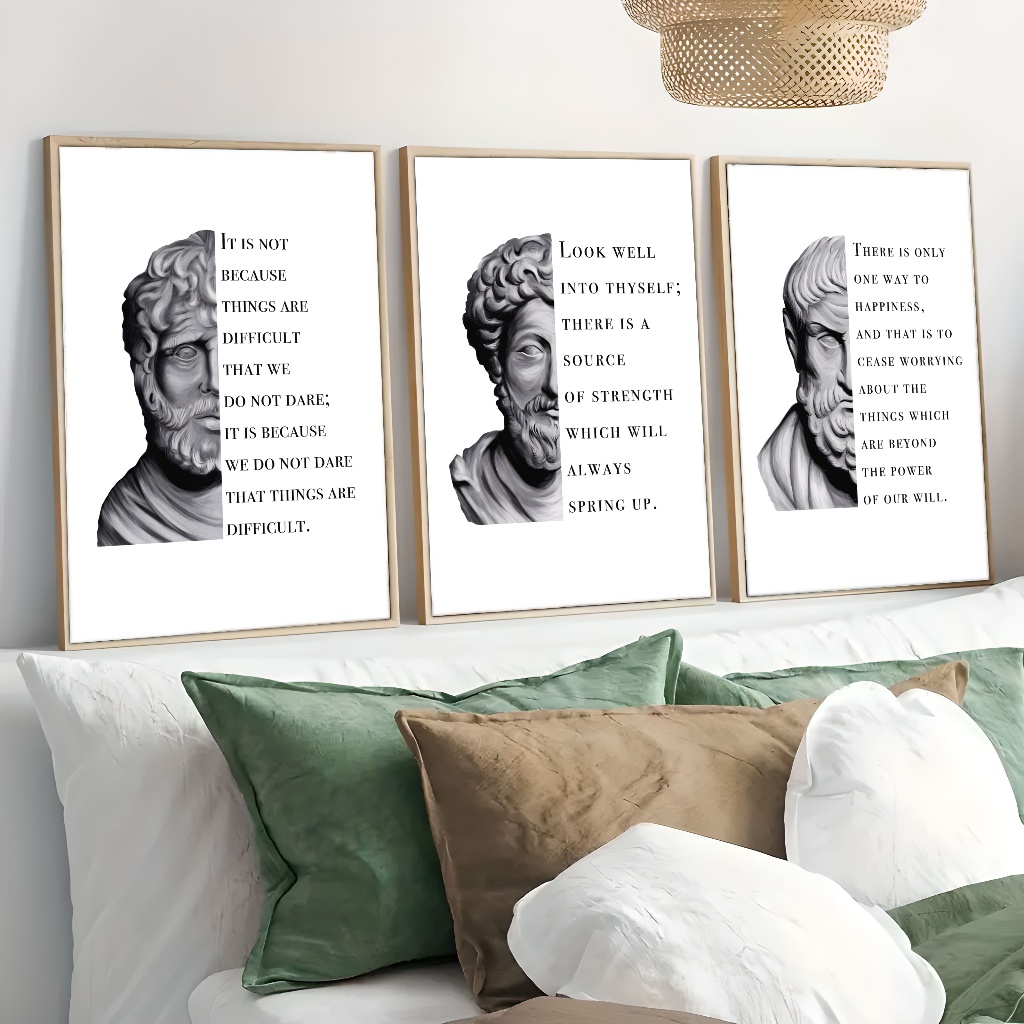 It is not
because
things are
difficult
that we
do not dare;
it is because
we do not dare
that things are
difficult.
Look well
into thyself;
there is a
source
of strength
which will
always
spring up.
There is only
one way to
happiness,
and that is to
cease worrying
about the
things which
are beyond
the power
of our will.